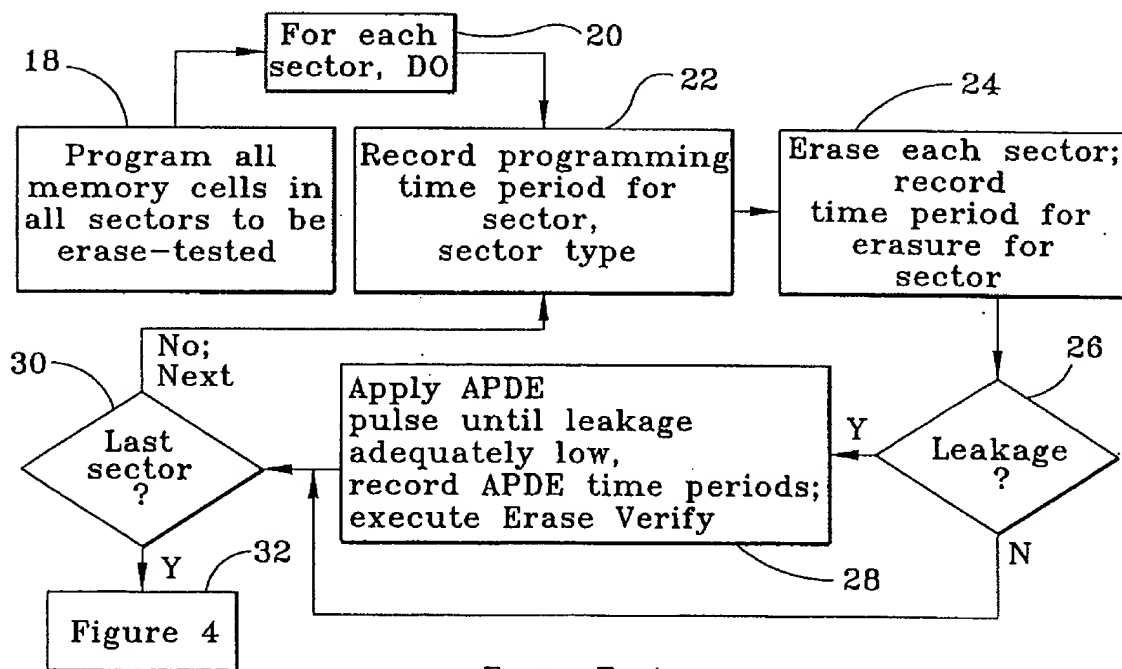 For each
sector, DO
20
18
22
24
Program all
memory cells in
all sectors to be
erase-tested
Record programming
time period for
sector,
sector type
Erase each sector;
record
time period for
erasure for
sector
30
No;
Next
26
Last
sector
?
Apply APDE
pulse until leakage
adequately low,
record APDE time periods;
execute Erase Verify
Y
Leakage
?
N
28
Y
32
Figure 4